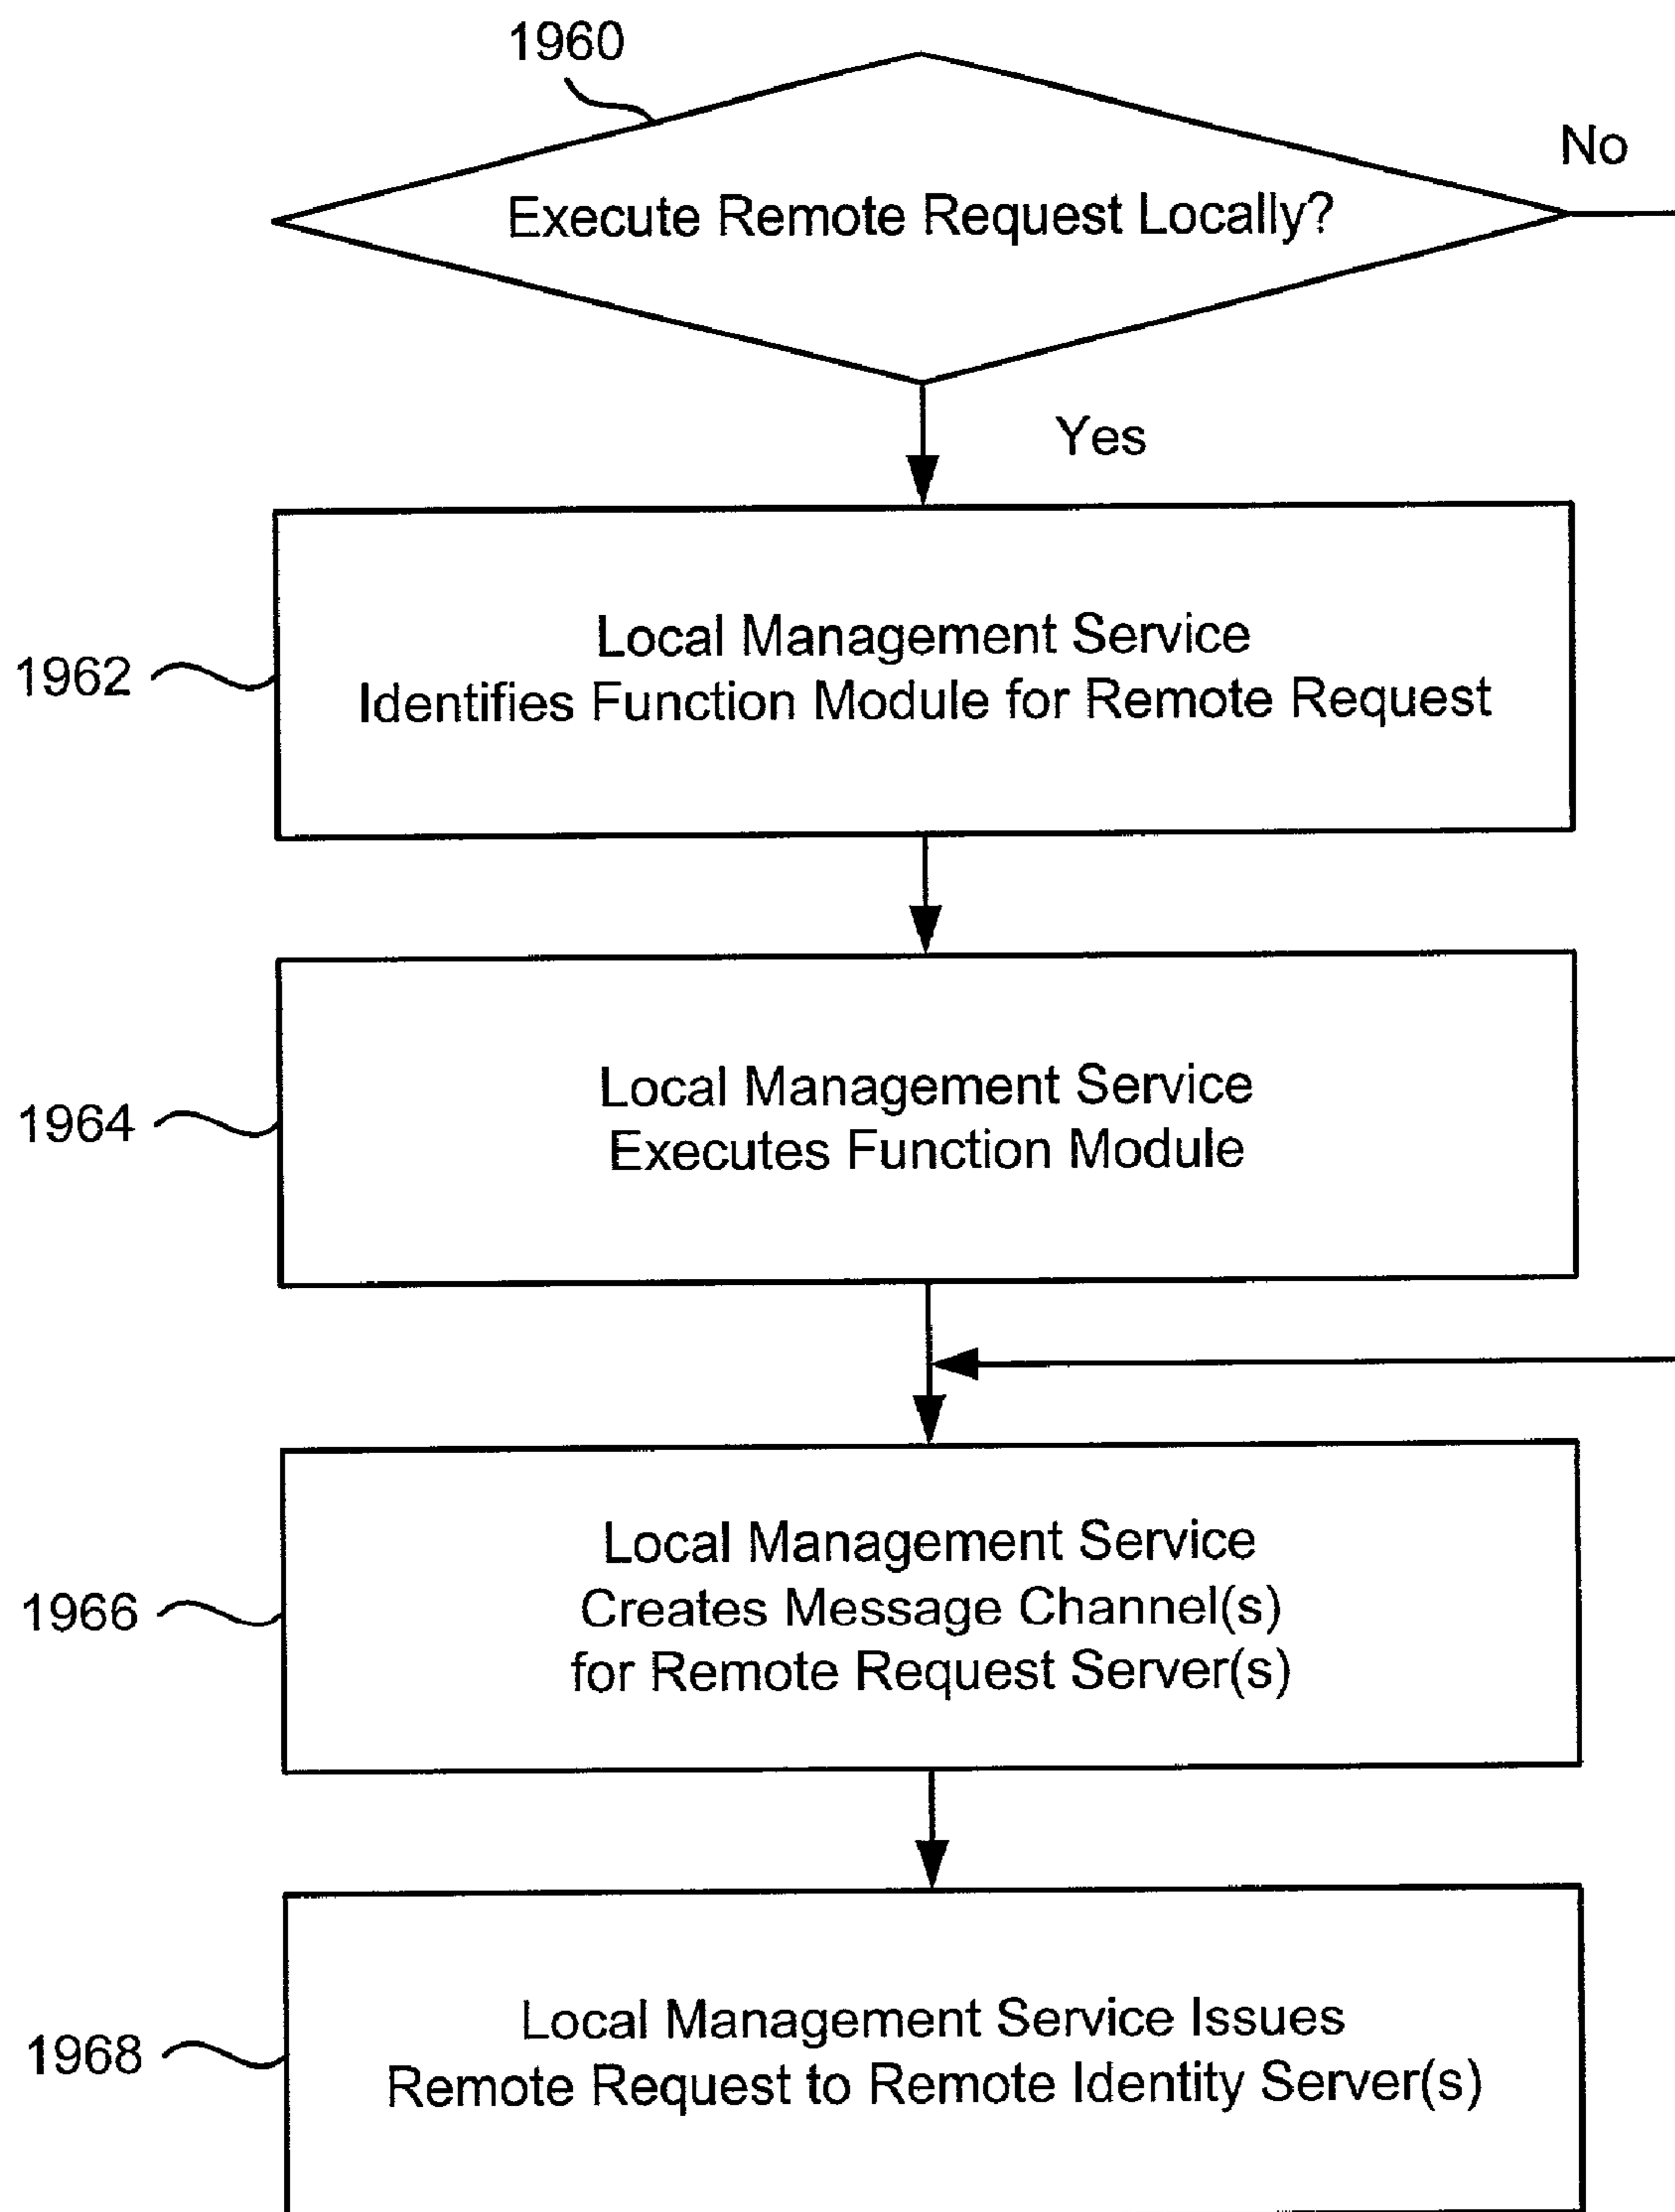 1960
No
Execute Remote Request Locally?
Yes
Local Management Service
Identifies Function Module for Remote Request
1962
Local Management Service
Executes Function Module
1964
Local Management Service
Creates Message Channel(s)
for Remote Request Server(s)
1966
Local Management Service Issues
Remote Request to Remote Identity Server(s)
1968